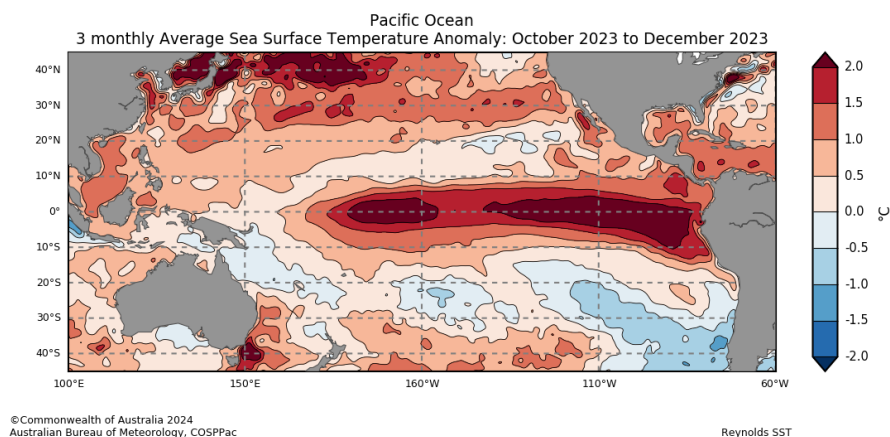 Pacific Ocean
3 monthly Average Sea Surface Temperature Anomaly: October 2023 to December 2023
40°N
30°N
20°N
10°N
0°
10°S
20°S
30°S
40°S
100°E
150°E
160°W
110°W
60°W
2.0
1.5
1.0
0.5
0.0
-0.5
-1.0
-1.5
-2.0
°C
©Commonwealth of Australia 2024
Australian Bureau of Meteorology, COSPPac
Reynolds SST